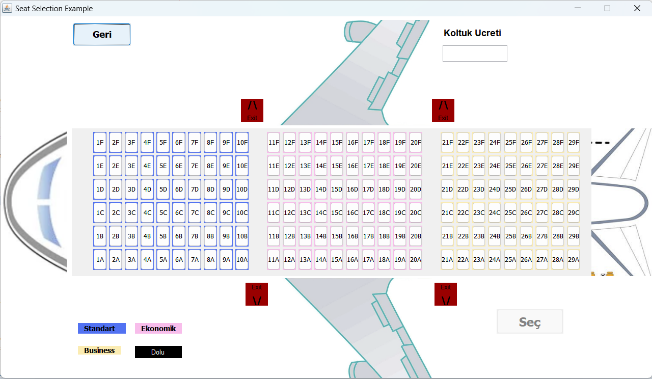 Seat Selection Example
Geri
Koltuk Ucreti
1F 2F 3F 4F 5F 6F 7F 8F 9F 10F 11F 12F 13F 14F 15F 16F 17F 18F 19F 20F 21F 22F 23F 24F 25F 26F 27F 28F 29F
1E 2E 3E 4E 5E 6E 7E 8E 9E 10E 11E 12E 13E 14E 15E 16E 17E 18E 19E 20E 21E 22E 23E 24E 25E 26E 27E 28E 29E
1D 2D 3D 4D 5D 6D 7D 8D 9D 10D 11D 12D 13D 14D 15D 16D 17D 18D 19D 20D 21D 22D 23D 24D 25D 26D 27D 28D 29D
1C 2C 3C 4C 5C 6C 7C 8C 9C 10C 11C 12C 13C 14C 15C 16C 17C 18C 19C 20C 21C 22C 23C 24C 25C 26C 27C 28C 29C
1B 2B 3B 4B 5B 6B 7B 8B 9B 10B 11B 12B 13B 14B 15B 16B 17B 18B 19B 20B 21B 22B 23B 24B 25B 26B 27B 28B 29B
1A 2A 3A 4A 5A 6A 7A 8A 9A 10A 11A 12A 13A 14A 15A 16A 17A 18A 19A 20A 21A 22A 23A 24A 25A 26A 27A 28A 29A
Standart Ekonomik
Business Dolu
Seç